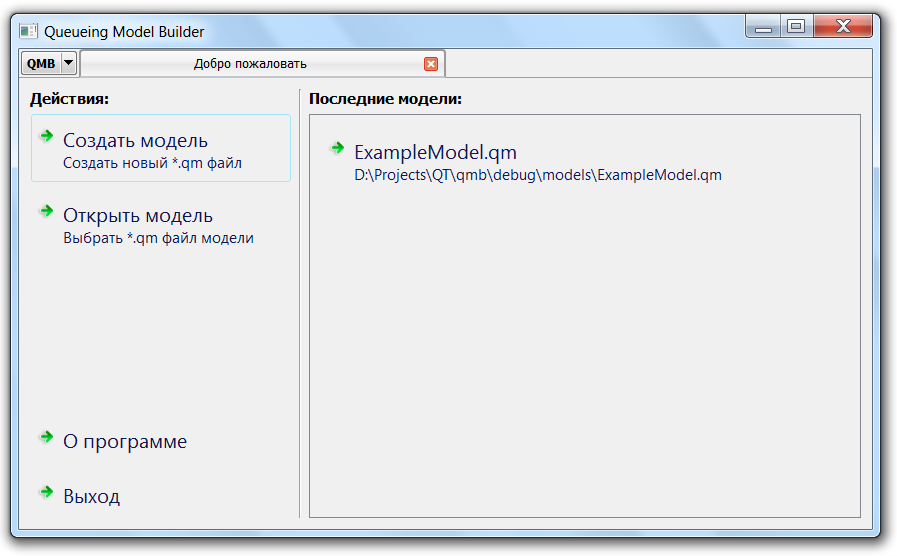 Queueing Model Builder
QMB
Добро пожаловать
Действия:
Создать модель
Создать новый *.qm файл
Открыть модель
Выбрать *.qm файл модели
О программе
Выход
Последние модели:
ExampleModel.qm
D:\Projects\QT\qmb\debug\models\ExampleModel.qm